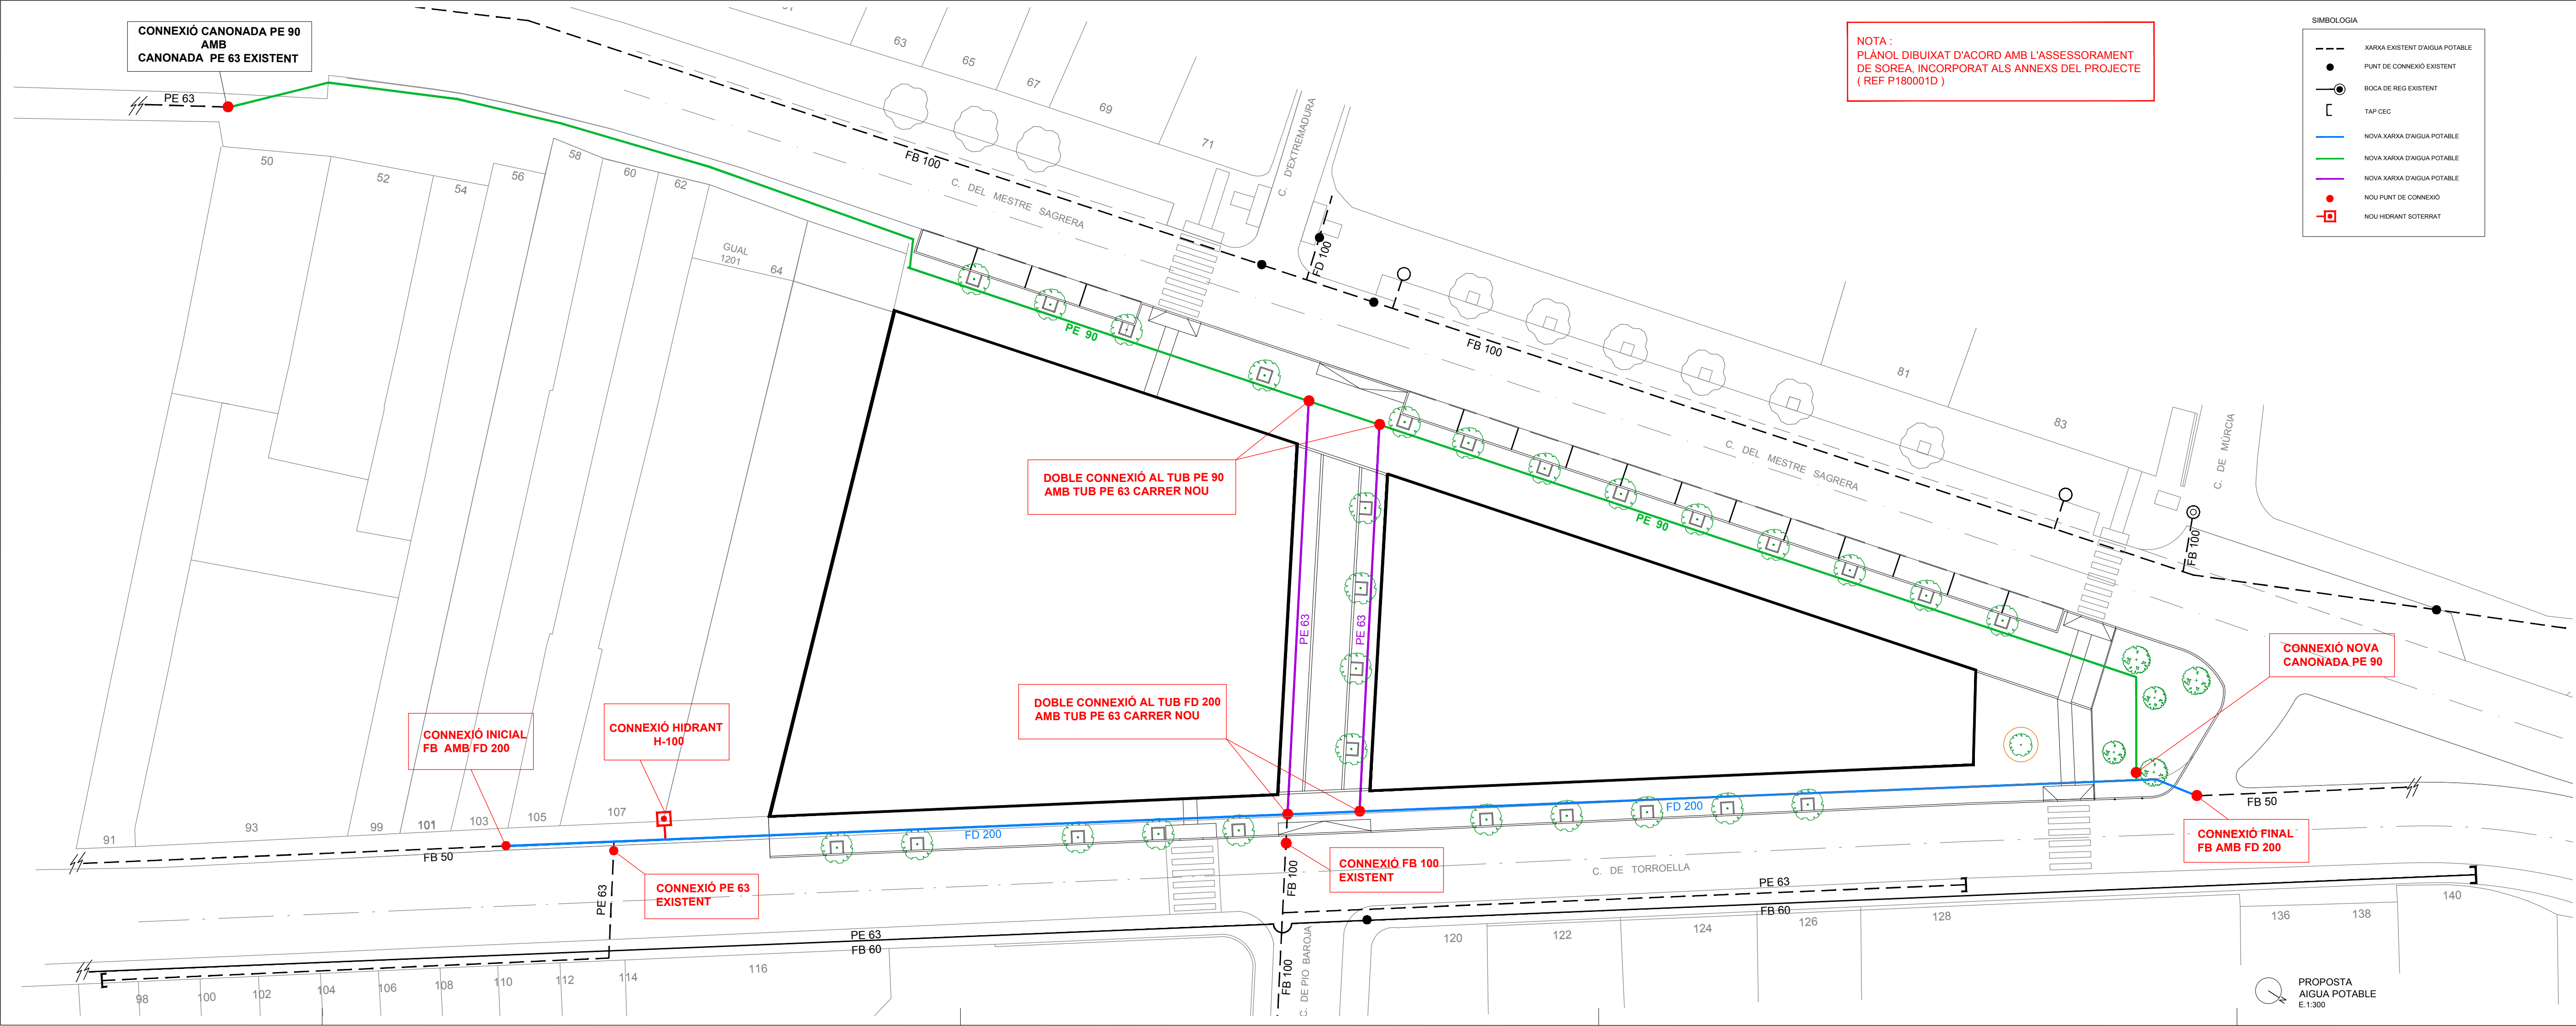 CONNEXIÓ CANONADA PE 90
AMB
CANONADA PE 63 EXISTENT
PE 63
NOTA :
PLÀNOL DIBUIXAT D'ACORD AMB L'ASSESSORAMENT
DE SOREA, INCORPORAT ALS ANNEXS DEL PROJECTE
( REF P180001D )
SIMBOLOGIA
XARXA EXISTENT D'AIGUA POTABLE
PUNT DE CONNEXIÓ EXISTENT
BOCA DE REG EXISTENT
TAP CEC
NOVA XARXA D'AIGUA POTABLE
NOVA XARXA D'AIGUA POTABLE
NOVA XARXA D'AIGUA POTABLE
NOU PUNT DE CONNEXIÓ
NOU HIDRANT SOTERRAT
63
65
67
69
71
C. D'EXTREMADURA
FB 100
C. DEL MESTRE SAGRERA
FD 100
50
52
54
56
58
60
62
GUAL
1201
64
PE 90
FB 100
81
83
C. DE MÚRCIA
C. DEL MESTRE SAGRERA
FB 100
PE 90
DOBLE CONNEXIÓ AL TUB PE 90
AMB TUB PE 63 CARRER NOU
PE 63
PE 63
CONNEXIÓ NOVA
CANONADA PE 90
DOBLE CONNEXIÓ AL TUB FD 200
AMB TUB PE 63 CARRER NOU
CONNEXIÓ INICIAL
FB AMB FD 200
CONNEXIÓ HIDRANT
H-100
91
93
99
101
103
105
107
FB 50
FD 200
FD 200
FB 50
CONNEXIÓ FINAL
FB AMB FD 200
CONNEXIÓ PE 63
EXISTENT
CONNEXIÓ FB 100
EXISTENT
C. DE TORROELLA
PE 63
FB 100
PE 63
FB 60
PE 63
FB 60
FB 100
C. DE PIO BAROJA
98
100
102
104
106
108
110
112
114
116
120
122
124
126
128
136
138
140
N
PROPOSTA
AIGUA POTABLE
E.1:300